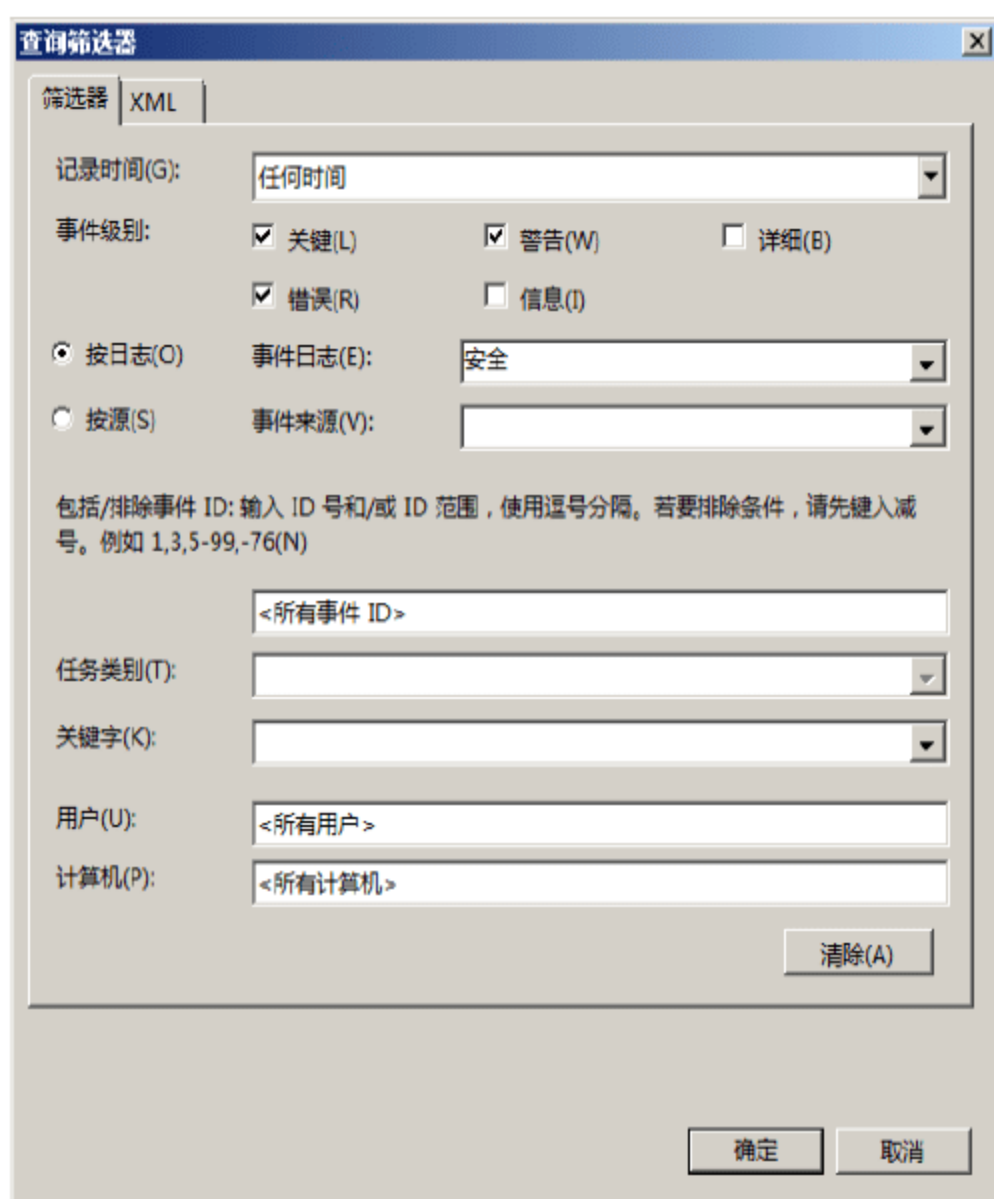 查询筛选器
筛选器 XML
记录时间(G): 任何时间
事件级别: 关键(L) 警告(W) 详细(B)
错误(R) 信息(I)
按日志(O) 事件日志(E): 安全
按源(S) 事件来源(V):
包括/排除事件 ID: 输入 ID 号和/或 ID 范围，使用逗号分隔。若要排除条件，请先键入减
号。例如 1,3,5-99,-76(N)
<所有事件 ID>
任务类别(T):
关键字(K):
用户(U): <所有用户>
计算机(P): <所有计算机>
清除(A)
确定 取消